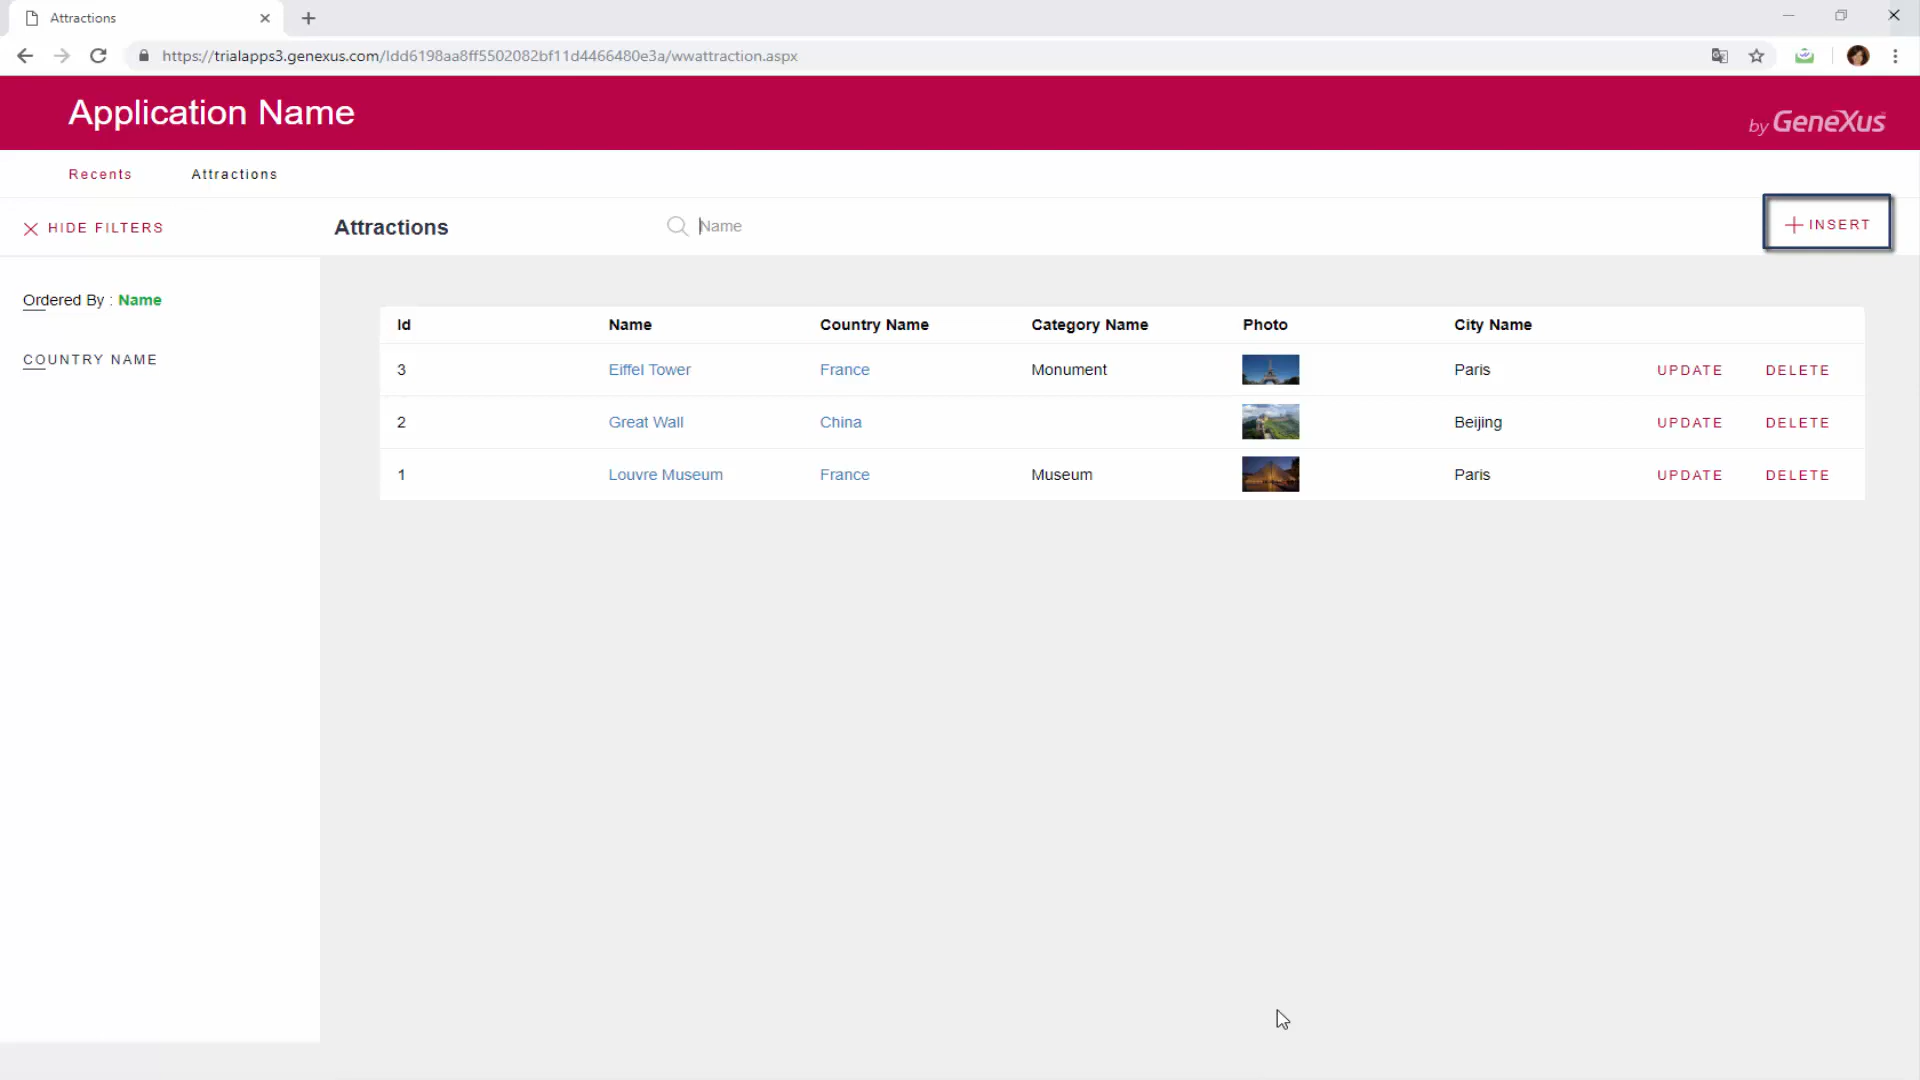 Attractions
https://trialapps3.genexus.com/Idd6198aa8ff5502082bf11d4466480e3a/wwattraction.aspx
Application Name
by GeneXus
Recents Attractions
HIDE FILTERS
Attractions
Name
INSERT
Ordered By : Name
COUNTRY NAME
Id Name Country Name Category Name Photo City Name
3 Eiffel Tower France Monument Paris UPDATE DELETE
2 Great Wall China Beijing UPDATE DELETE
1 Louvre Museum France Museum Paris UPDATE DELETE